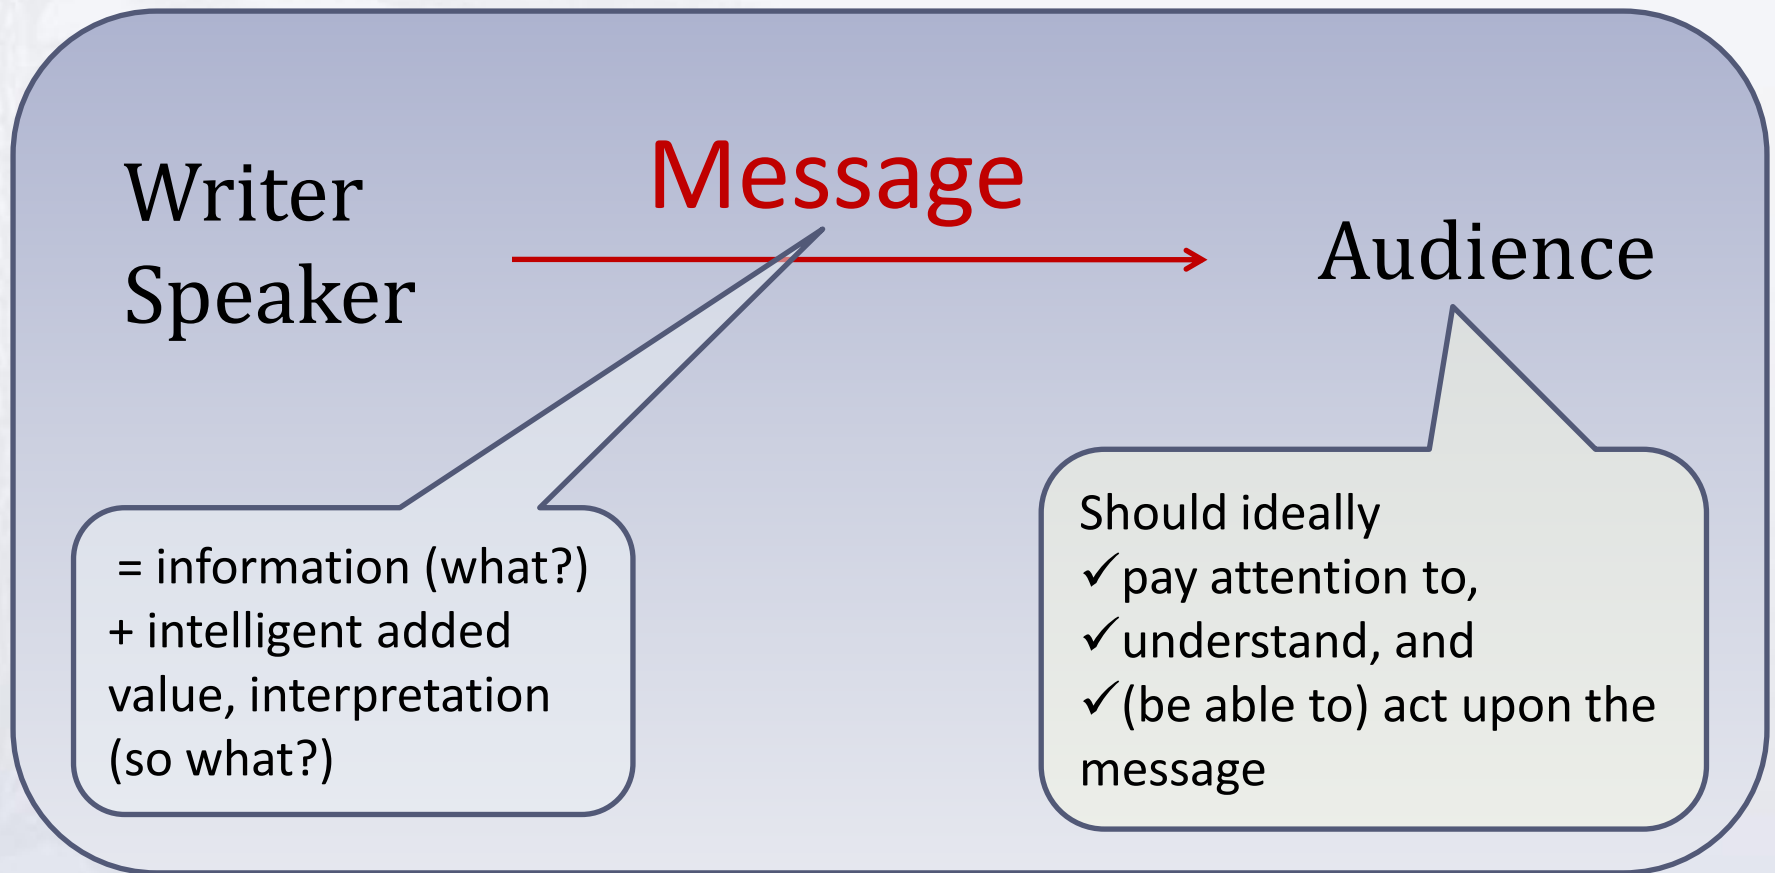 Writer
Speaker
Message
Audience
= information (what?)
+ intelligent added
value, interpretation
(so what?)
Should ideally
✓pay attention to,
✓understand, and
✓(be able to) act upon the
message